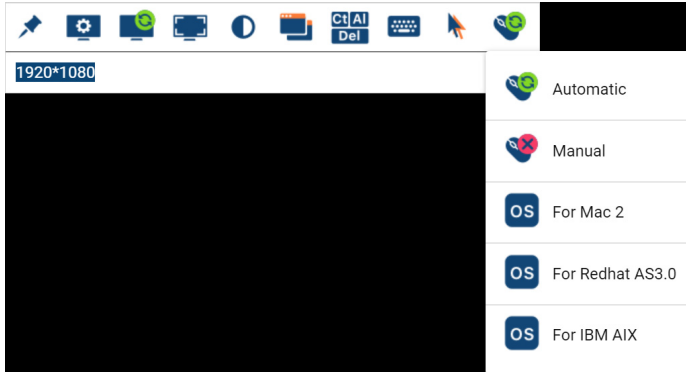 Ct Al
Del
1920*1080
Automatic
Manual
OS For Mac 2
OS For Redhat AS3.0
OS For IBM AIX